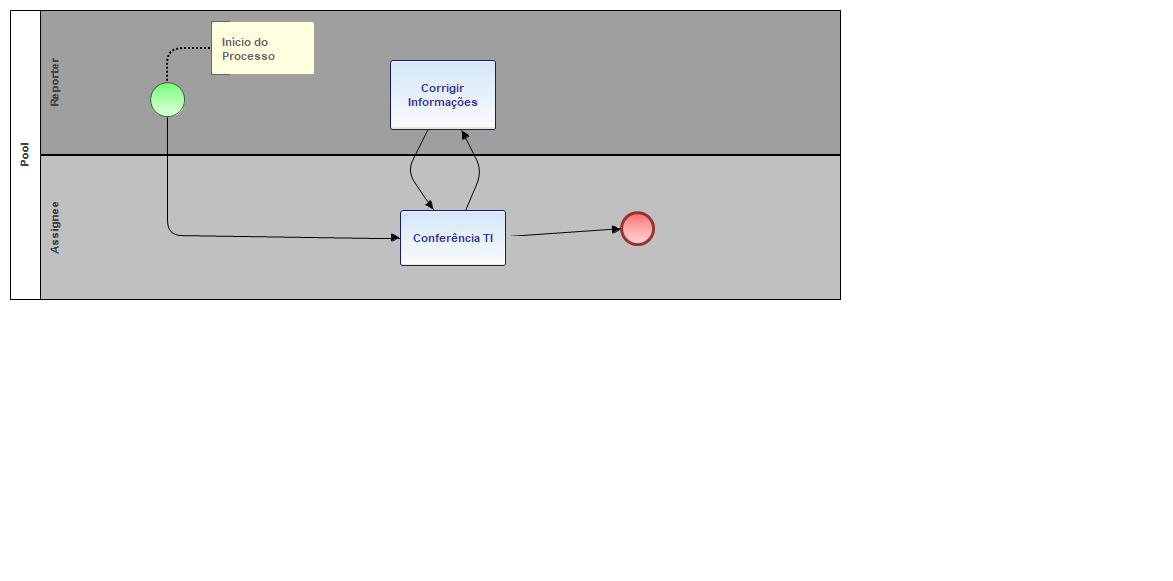 Pool
Reporter
Início do
Processo
Corrigir
Informações
Assignee
Conferência TI